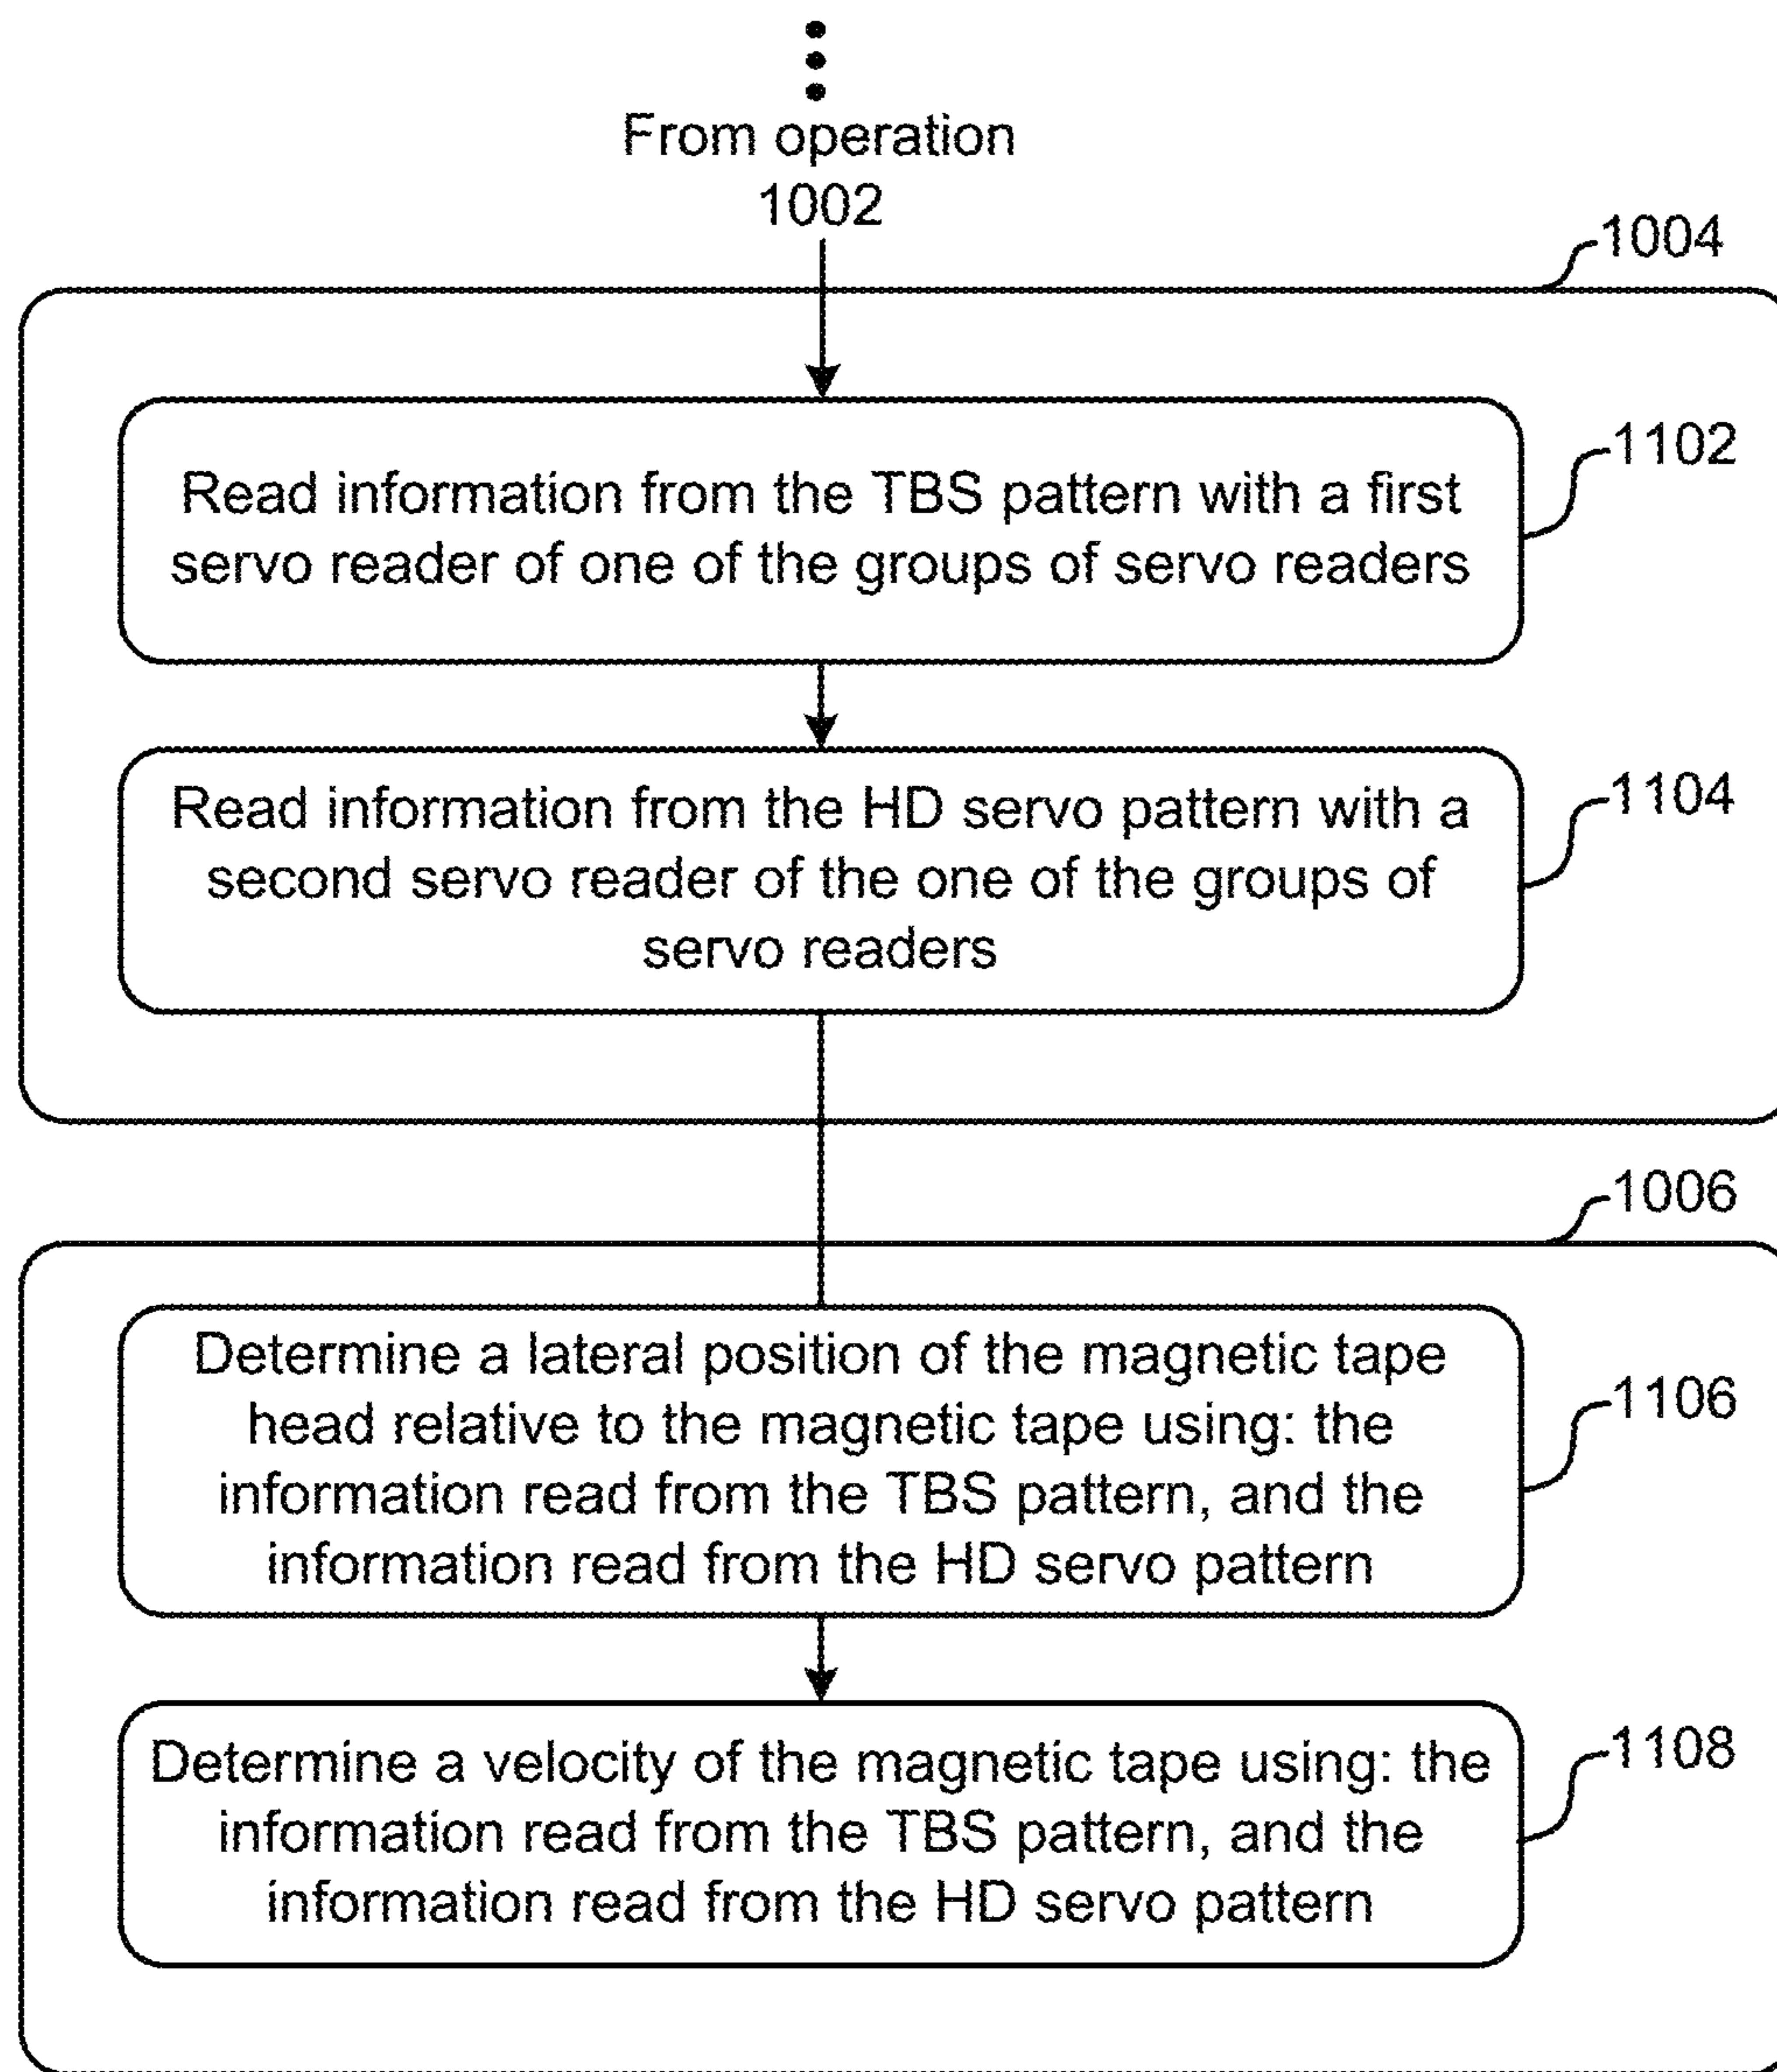 From operation
1002
1004
Read information from the TBS pattern with a first
servo reader of one of the groups of servo readers
1102
Read information from the HD servo pattern with a
second servo reader of the one of the groups of
servo readers
1104
1006
Determine a lateral position of the magnetic tape
head relative to the magnetic tape using: the
information read from the TBS pattern, and the
information read from the HD servo pattern
1106
Determine a velocity of the magnetic tape using: the
information read from the TBS pattern, and the
information read from the HD servo pattern
1108